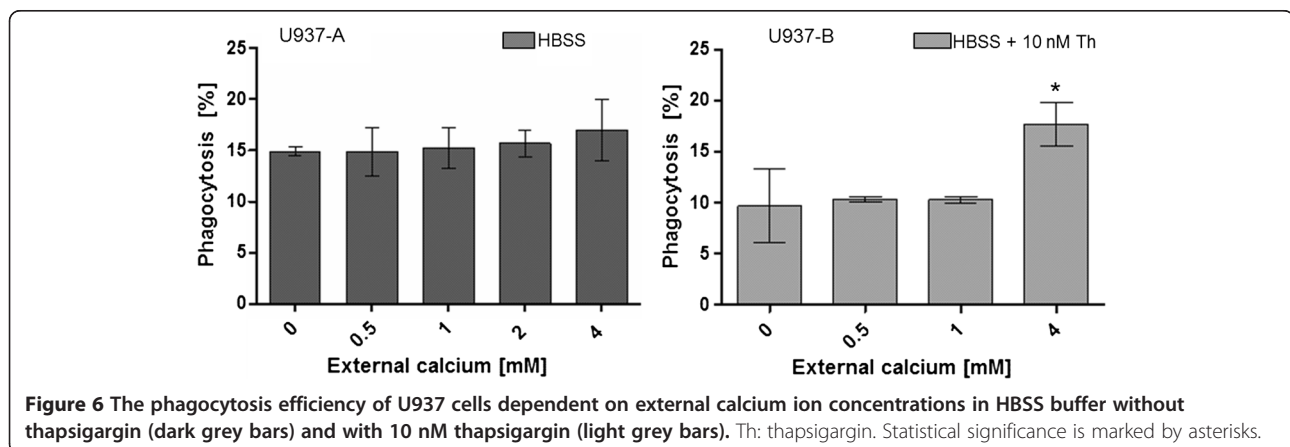 U937-A
HBSS
Phagocytosis [%]
25
20
15
10
5
0
0 0.5 1 2 4
External calcium [mM]
U937-B
HBSS + 10 nM Th
Phagocytosis [%]
25
20
15
10
5
0
*
0 0.5 1 4
External calcium [mM]
Figure 6 The phagocytosis efficiency of U937 cells dependent on external calcium ion concentrations in HBSS buffer without
thapsigargin (dark grey bars) and with 10 nM thapsigargin (light grey bars). Th: thapsigargin. Statistical significance is marked by asterisks.